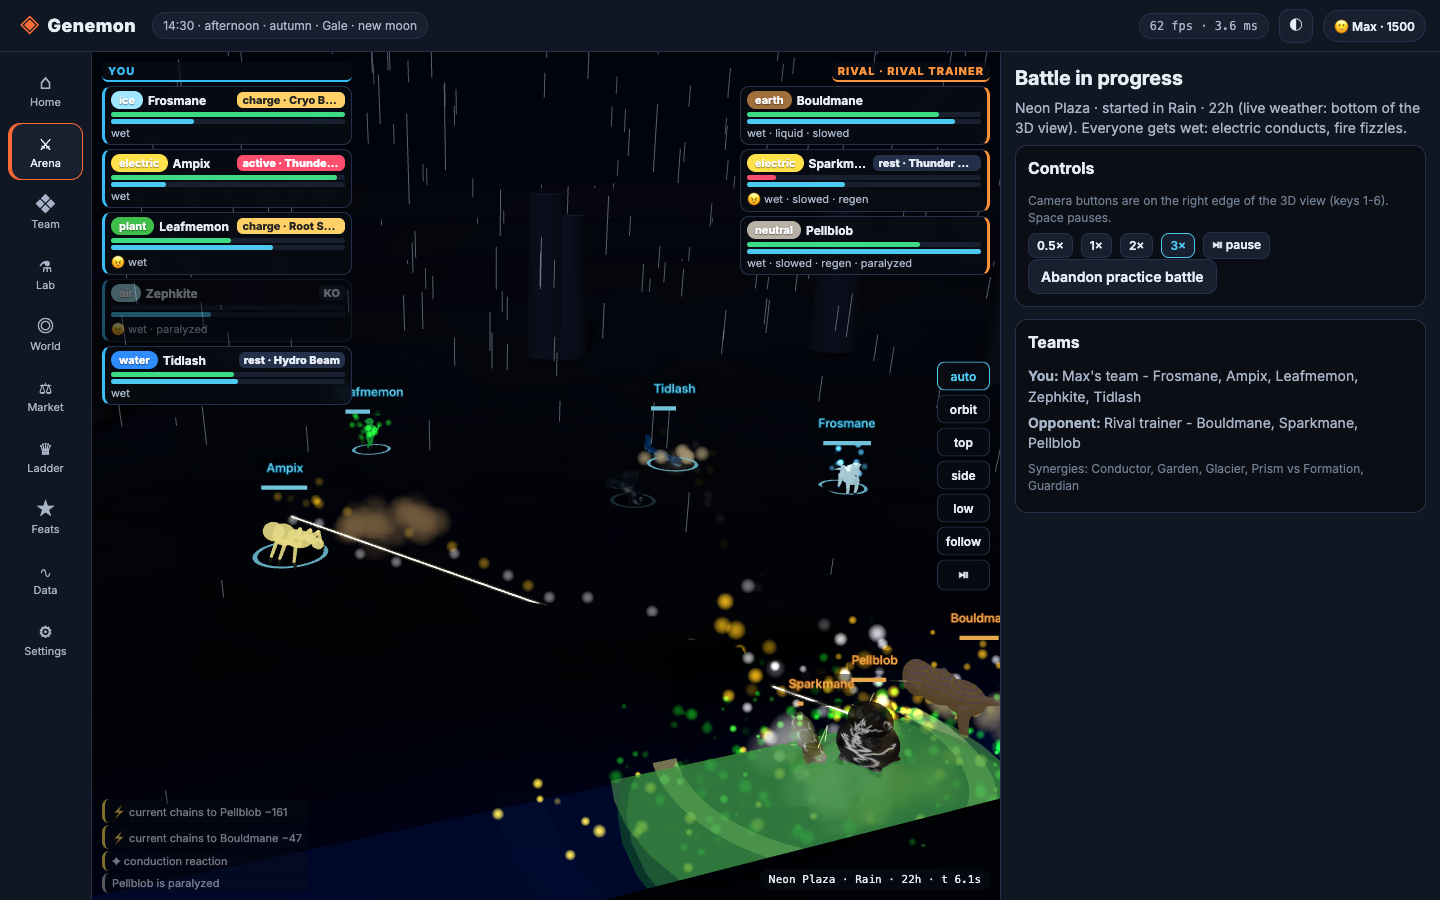 Genemon
14:30 · afternoon · autumn · Gale · new moon
62 fps · 3.6 ms
Max · 1500
Home
Arena
Team
Lab
World
Market
Ladder
Feats
Data
Settings
YOU
ice Frosmane charge · Cryo B...
wet
electric Ampix active · Thunde...
wet
plant Leafmemon charge · Root S...
wet
air Zephkite KO
wet · paralyzed
water Tidlash rest · Hydro Beam
wet
RIVAL · RIVAL TRAINER
earth Bouldmane
wet · liquid · slowed
electric Sparkm... rest · Thunder ...
wet · slowed · regen
neutral Pellblob
wet · slowed · regen · paralyzed
afmemon
Tidlash
Frosmane
Ampix
Bouldma
Pellblob
Sparkmane
auto
orbit
top
side
low
follow
current chains to Pellblob −161
current chains to Bouldmane −47
conduction reaction
Pellblob is paralyzed
Neon Plaza · Rain · 22h · t 6.1s
Battle in progress
Neon Plaza · started in Rain · 22h (live weather: bottom of the
3D view). Everyone gets wet: electric conducts, fire fizzles.
Controls
Camera buttons are on the right edge of the 3D view (keys 1-6).
Space pauses.
0.5× 1× 2× 3× pause
Abandon practice battle
Teams
You: Max's team - Frosmane, Ampix, Leafmemon,
Zephkite, Tidlash
Opponent: Rival trainer - Bouldmane, Sparkmane,
Pellblob
Synergies: Conductor, Garden, Glacier, Prism vs Formation,
Guardian